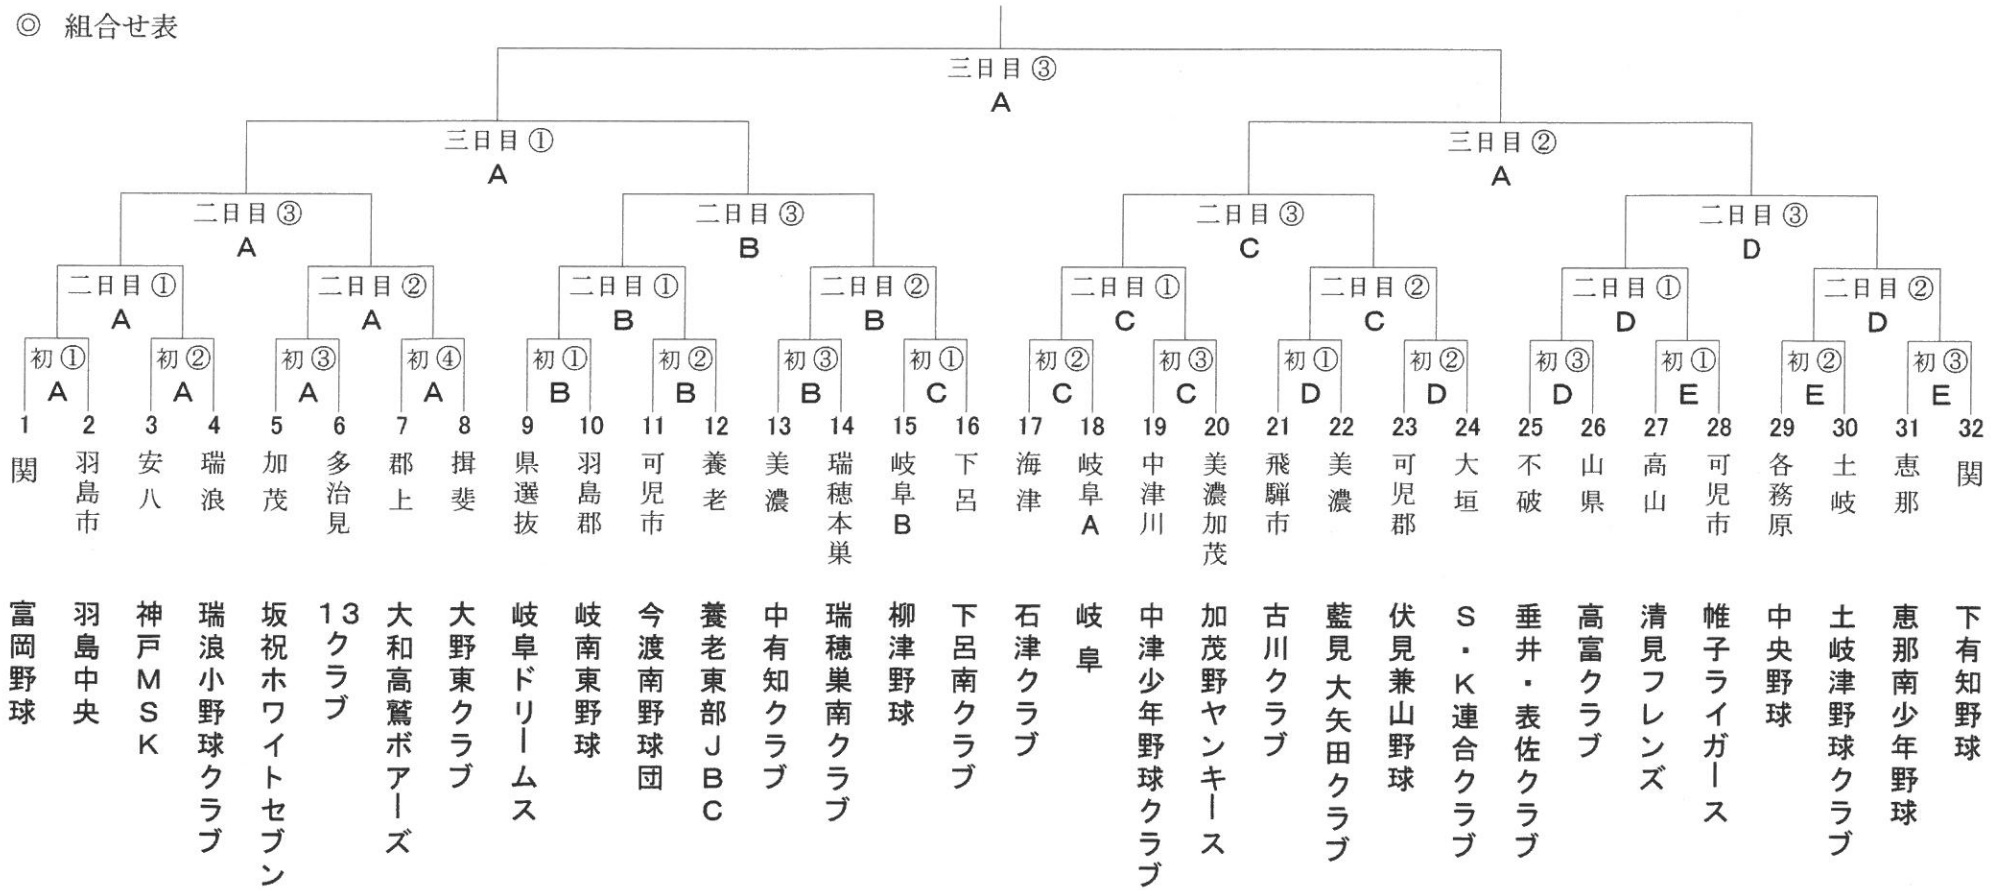 ◎ 組合せ表
三日目 ③
A
三日目 ①
A
三日目 ②
A
二日目 ③
A
二日目 ③
B
二日目 ③
C
二日目 ③
D
二日目 ①
A
二日目 ②
A
二日目 ①
B
二日目 ②
B
二日目 ①
C
二日目 ②
C
二日目 ①
D
二日目 ②
D
初 ①
A
初 ②
A
初 ③
A
初 ④
A
初 ①
B
初 ②
B
初 ③
B
初 ①
C
初 ②
C
初 ③
C
初 ①
D
初 ②
D
初 ③
D
初 ①
E
初 ②
E
初 ③
E
1 関 富岡野球
2 羽島市 羽島中央
3 安八 神戸MSK
4 瑞浪 瑞浪小野球クラブ
5 加茂 坂祝ホワイトセブン
6 多治見 13クラブ
7 郡上 大和高鷲ボアーズ
8 揖斐 大野東クラブ
9 県選抜 岐阜ドリームス
10 羽島郡 岐南東野球
11 可児市 今渡南野球団
12 養老 養老東部JBC
13 美濃 中有知クラブ
14 瑞穂本巣 瑞穂巣南クラブ
15 岐阜B 柳津野球
16 下呂 下呂南クラブ
17 海津 石津クラブ
18 岐阜A 岐阜
19 中津川 中津少年野球クラブ
20 美濃加茂 加茂野ヤンキース
21 飛騨市 古川クラブ
22 美濃 藍見大矢田クラブ
23 可児郡 伏見兼山野球
24 大垣 S・K連合クラブ
25 不破 垂井・表佐クラブ
26 山県 高富クラブ
27 高山 清見フレンズ
28 可児市 帷子ライガース
29 各務原 中央野球
30 土岐 土岐津野球クラブ
31 恵那 恵那南少年野球
32 関 下有知野球